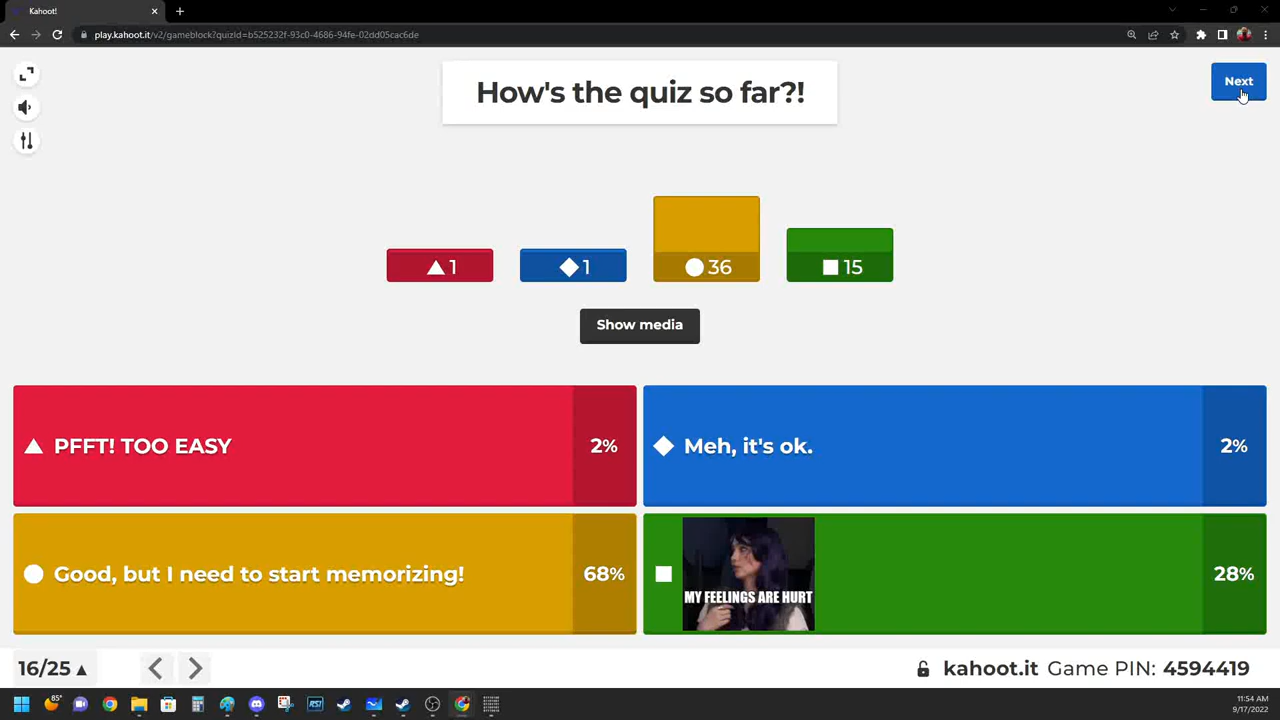 Kahoot!
play.kahoot.it/v2/gameblock?quizId=b525232f-93c0-4686-94fe-02dd05cac6de
How's the quiz so far?!
Next
1
1
36
15
Show media
PFFT! TOO EASY
2%
Meh, it's ok.
2%
Good, but I need to start memorizing!
68%
MY FEELINGS ARE HURT
28%
16/25
kahoot.it Game PIN: 4594419
85°
RSI
11:54 AM
9/17/2022